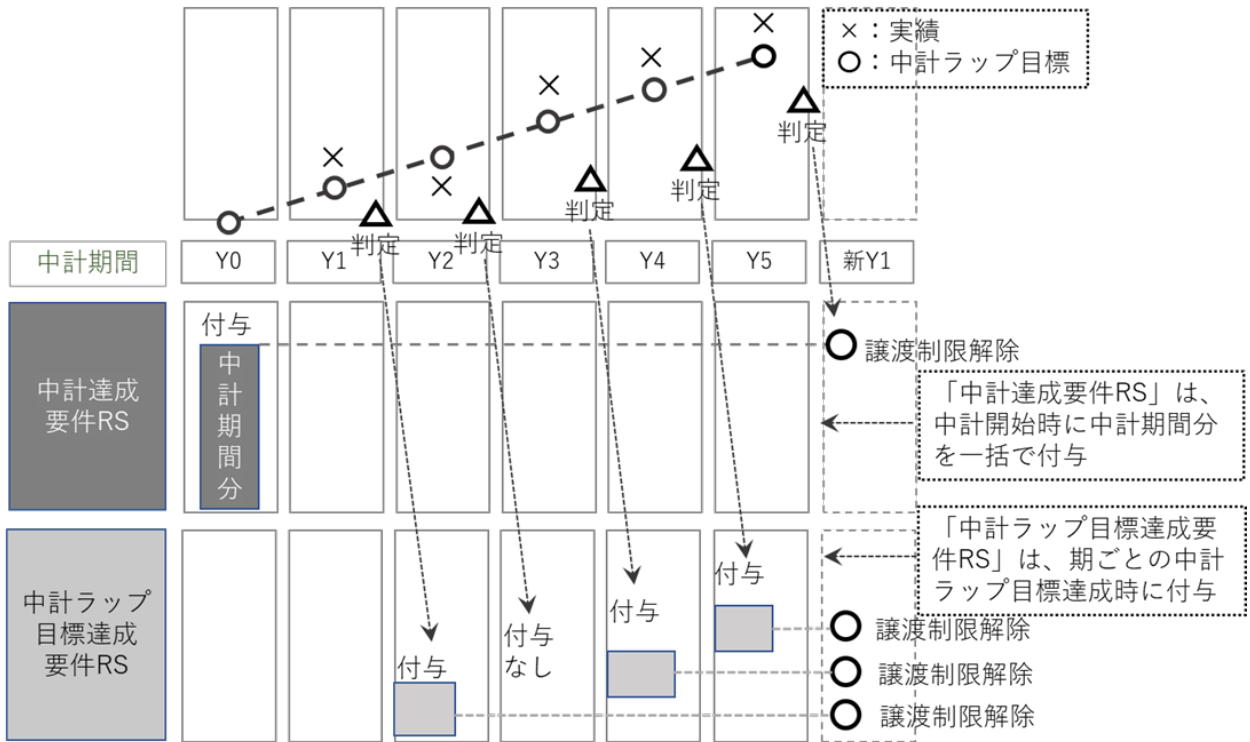 ×：実績
○：中計ラップ目標
判定
判定
判定
判定
判定
中計期間
Y0
Y1
Y2
Y3
Y4
Y5
新Y1
中計達成
要件RS
付与
中計期間分
譲渡制限解除
「中計達成要件RS」は、
中計開始時に中計期間分
を一括で付与
中計ラップ
目標達成
要件RS
付与
付与
なし
付与
付与
「中計ラップ目標達成要
件RS」は、期ごとの中計
ラップ目標達成時に付与
譲渡制限解除
譲渡制限解除
譲渡制限解除